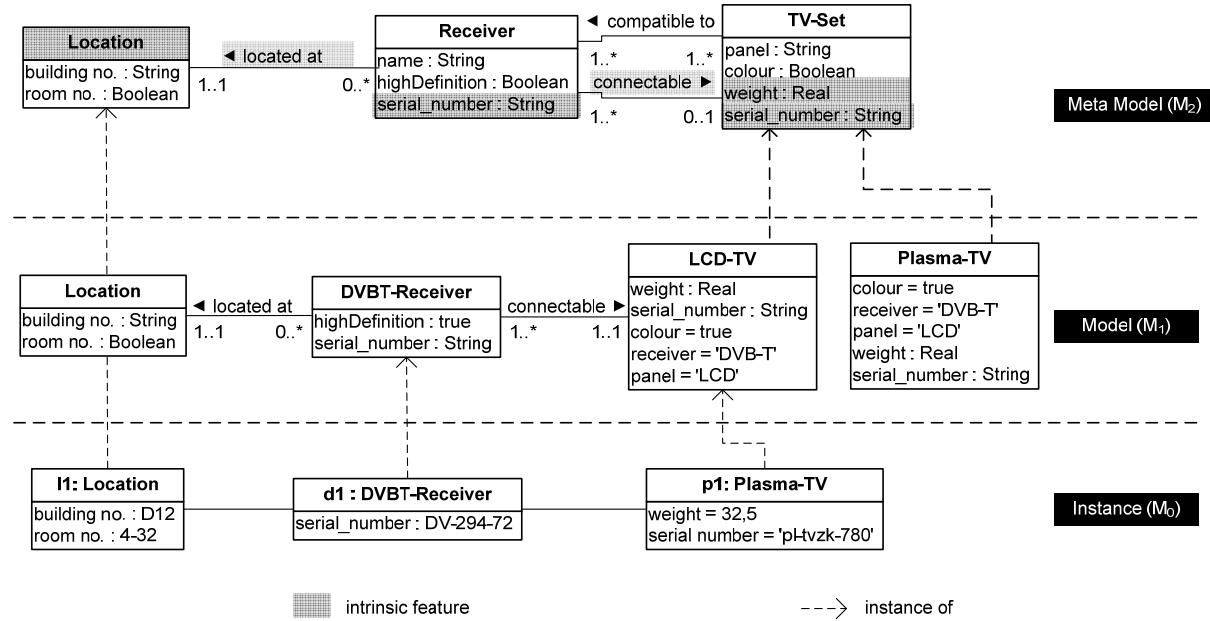 Location
building no. : String
room no. : Boolean
◄ located at
1..1
0..*
Receiver
name : String
highDefinition : Boolean
serial_number : String
◄ compatible to
1..*
1..*
connectable ►
1..*
0..1
TV-Set
panel : String
colour : Boolean
weight : Real
serial_number : String
Meta Model (M₂)
Location
building no. : String
room no. : Boolean
◄ located at
1..1
0..*
DVBT-Receiver
highDefinition : true
serial_number : String
connectable ►
1..*
1..1
LCD-TV
weight : Real
serial_number : String
colour = true
receiver = 'DVB-T'
panel = 'LCD'
Plasma-TV
colour = true
receiver = 'DVB-T'
panel = 'LCD'
weight : Real
serial_number : String
Model (M₁)
l1: Location
building no. : D12
room no. : 4-32
d1 : DVBT-Receiver
serial_number : DV-294-72
p1: Plasma-TV
weight = 32,5
serial number = 'pl-tvzk-780'
Instance (M₀)
intrinsic feature
instance of